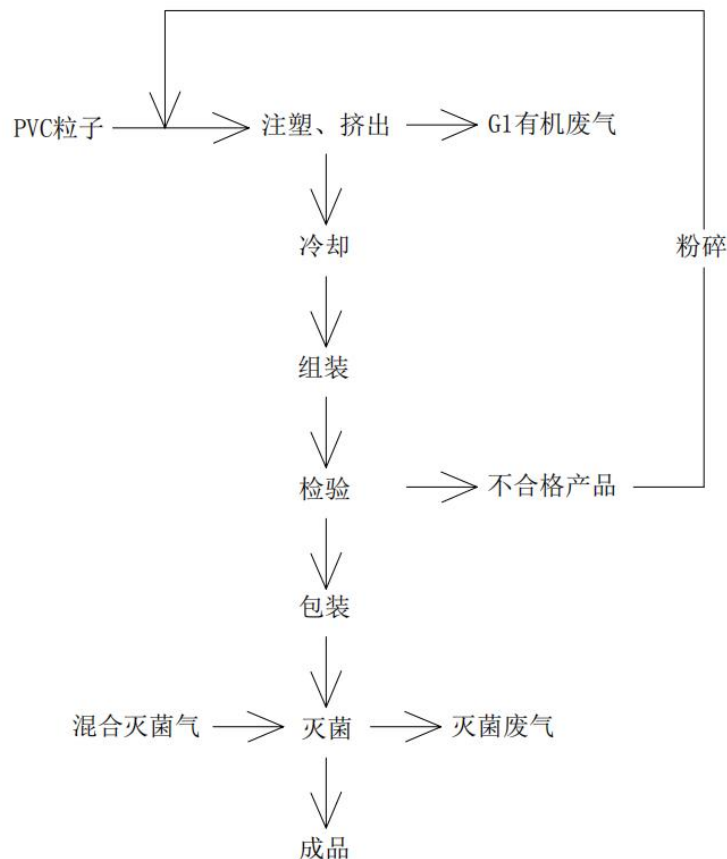 PVC粒子
注塑、挤出
G1有机废气
冷却
粉碎
组装
检验
不合格产品
包装
混合灭菌气
灭菌
灭菌废气
成品